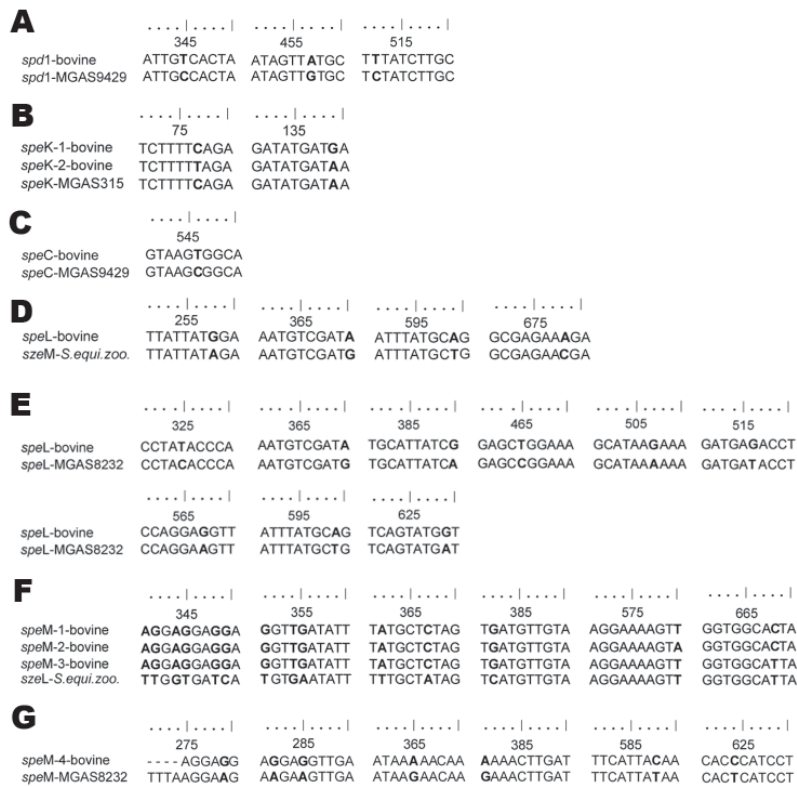 A
. . . . | . . . . | . . . . | . . . . | . . . . | . . . . |
345 455 515
spd1-bovine ATTGTCACTA ATAGTTATGC TTTATCTTGC
spd1-MGAS9429 ATTGCCACTA ATAGTTGTGC TCTATCTTGC
B
. . . . | . . . . | . . . . | . . . . |
75 135
speK-1-bovine TCTTTTCAGA GATATGATGA
speK-2-bovine TCTTTTTAGA GATATGATAA
speK-MGAS315 TCTTTTCAGA GATATGATAA
C
. . . . | . . . . |
545
speC-bovine GTAAGTGGCA
speC-MGAS9429 GTAAGCGGCA
D
. . . . | . . . . | . . . . | . . . . | . . . . | . . . . | . . . . | . . . . |
255 365 595 675
speL-bovine TTATTATGGA AATGTCGATA ATTTATGCAG GCGAGAAAGA
szeM-S.equi.zoo. TTATTATAGA AATGTCGATG ATTTATGCTG GCGAGAACGA
E
. . . . | . . . . | . . . . | . . . . | . . . . | . . . . | . . . . | . . . . | . . . . | . . . . | . . . . | . . . . |
325 365 385 465 505 515
speL-bovine CCTATACCCA AATGTCGATA TGCATTATCG GAGCTGGAAA GCATAAGAAA GATGAGACCT
speL-MGAS8232 CCTACACCCA AATGTCGATG TGCATTATCA GAGCCGGAAA GCATAAAAAA GATGATACCT
. . . . | . . . . | . . . . | . . . . | . . . . | . . . . |
565 595 625
speL-bovine CCAGGAGGTT ATTTATGCAG TCAGTATGGT
speL-MGAS8232 CCAGGAAGTT ATTTATGCTG TCAGTATGAT
F
. . . . | . . . . | . . . . | . . . . | . . . . | . . . . | . . . . | . . . . | . . . . | . . . . | . . . . | . . . . |
345 355 365 385 575 665
speM-1-bovine AGGAGGAGGA GGTTGATATT TATGCTCTAG TGATGTTGTA AGGAAAAGTT GGTGGCACTA
speM-2-bovine AGGAGGAGGA GGTTGATATT TATGCTCTAG TGATGTTGTA AGGAAAAGTA GGTGGCACTA
speM-3-bovine AGGAGGAGGA GGTTGATATT TATGCTCTAG TGATGTTGTA AGGAAAAGTT GGTGGCATTA
szeL-S.equi.zoo. TTGGTGATCA TGTGAATATT TTTGCTATAG TCATGTTGTA AGGAAAAGTT GGTGGCATTA
G
. . . . | . . . . | . . . . | . . . . | . . . . | . . . . | . . . . | . . . . | . . . . | . . . . | . . . . | . . . . |
275 285 365 385 585 625
speM-4-bovine ----AGGAGG AGGAGGTTGA ATAAAAACAA AAAACTTGAT TTCATTACAA CACCCATCCT
speM-MGAS8232 TTTAAGGAAG AAGAAGTTGA ATAAGAACAA GAAACTTGAT TTCATTATAA CACTCATCCT